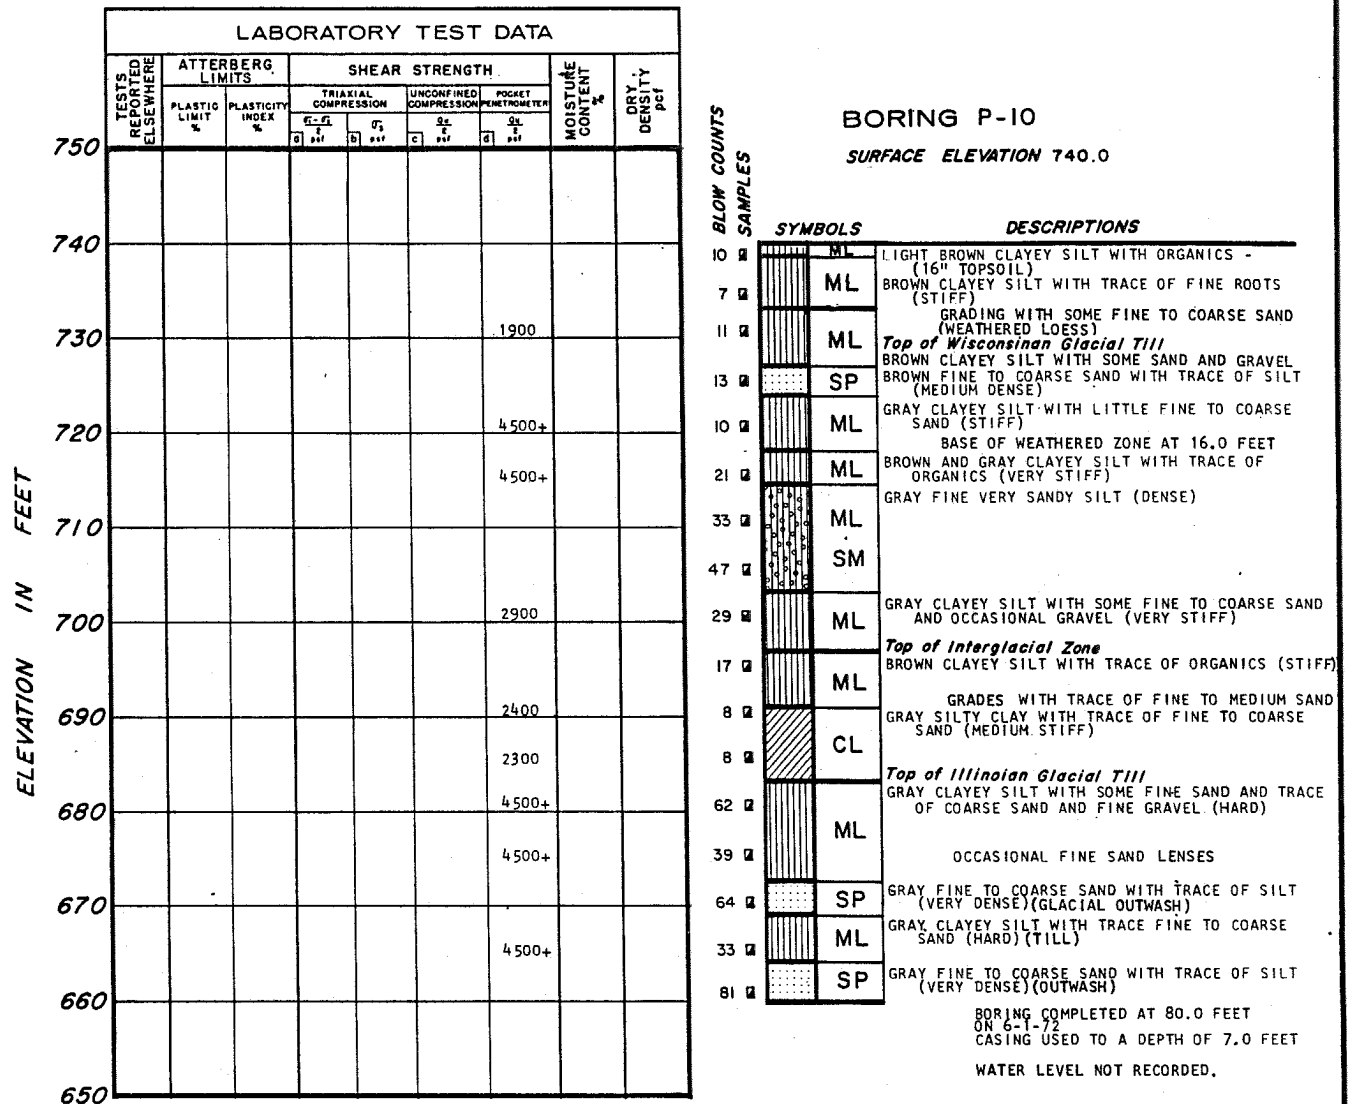 LABORATORY TEST DATA
TESTS REPORTED ELSEWHERE
ATTERBERG LIMITS
SHEAR STRENGTH
MOISTURE CONTENT %
DRY DENSITY pcf
PLASTIC LIMIT %
PLASTICITY INDEX %
TRIAXIAL COMPRESSION
UNCONFINED COMPRESSION
POCKET PENETROMETER
a psf
b psf
c psf
d psf
ELEVATION IN FEET
750
740
730
720
710
700
690
680
670
660
650
1900
4500+
4500+
2900
2400
2300
4500+
4500+
4500+
BORING P-10
SURFACE ELEVATION 740.0
BLOW COUNTS
SAMPLES
SYMBOLS
DESCRIPTIONS
10
7
11
13
10
21
33
47
29
17
8
8
62
39
64
33
81
ML
ML
ML
SP
ML
ML
ML
SM
ML
ML
CL
ML
SP
ML
SP
LIGHT BROWN CLAYEY SILT WITH ORGANICS -
(16" TOPSOIL)
BROWN CLAYEY SILT WITH TRACE OF FINE ROOTS
(STIFF)
GRADING WITH SOME FINE TO COARSE SAND
(WEATHERED LOESS)
Top of Wisconsinan Glacial Till
BROWN CLAYEY SILT WITH SOME SAND AND GRAVEL
BROWN FINE TO COARSE SAND WITH TRACE OF SILT
(MEDIUM DENSE)
GRAY CLAYEY SILT WITH LITTLE FINE TO COARSE
SAND (STIFF)
BASE OF WEATHERED ZONE AT 16.0 FEET
BROWN AND GRAY CLAYEY SILT WITH TRACE OF
ORGANICS (VERY STIFF)
GRAY FINE VERY SANDY SILT (DENSE)
GRAY CLAYEY SILT WITH SOME FINE TO COARSE SAND
AND OCCASIONAL GRAVEL (VERY STIFF)
Top of Interglacial Zone
BROWN CLAYEY SILT WITH TRACE OF ORGANICS (STIFF)
GRADES WITH TRACE OF FINE TO MEDIUM SAND
GRAY SILTY CLAY WITH TRACE OF FINE TO COARSE
SAND (MEDIUM STIFF)
Top of Illinoian Glacial Till
GRAY CLAYEY SILT WITH SOME FINE SAND AND TRACE
OF COARSE SAND AND FINE GRAVEL (HARD)
OCCASIONAL FINE SAND LENSES
GRAY FINE TO COARSE SAND WITH TRACE OF SILT
(VERY DENSE)(GLACIAL OUTWASH)
GRAY CLAYEY SILT WITH TRACE FINE TO COARSE
SAND (HARD)(TILL)
GRAY FINE TO COARSE SAND WITH TRACE OF SILT
(VERY DENSE)(OUTWASH)
BORING COMPLETED AT 80.0 FEET
ON 6-1-72
CASING USED TO A DEPTH OF 7.0 FEET
WATER LEVEL NOT RECORDED.